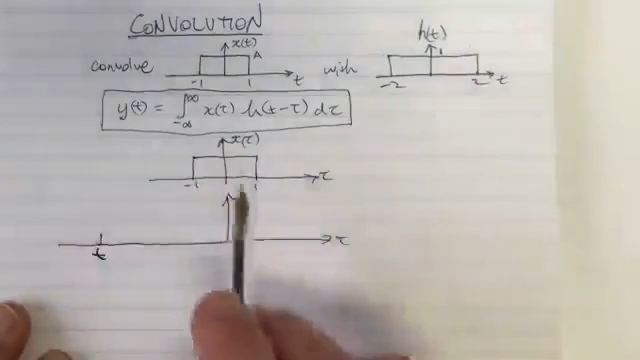 CONVOLUTION
convolve x(t) A -1 1 t with h(t) 1 -2 2 t
y(t) = ∫_{-∞}^{∞} x(τ) h(t-τ) dτ
x(τ)
-1 1 τ
t τ